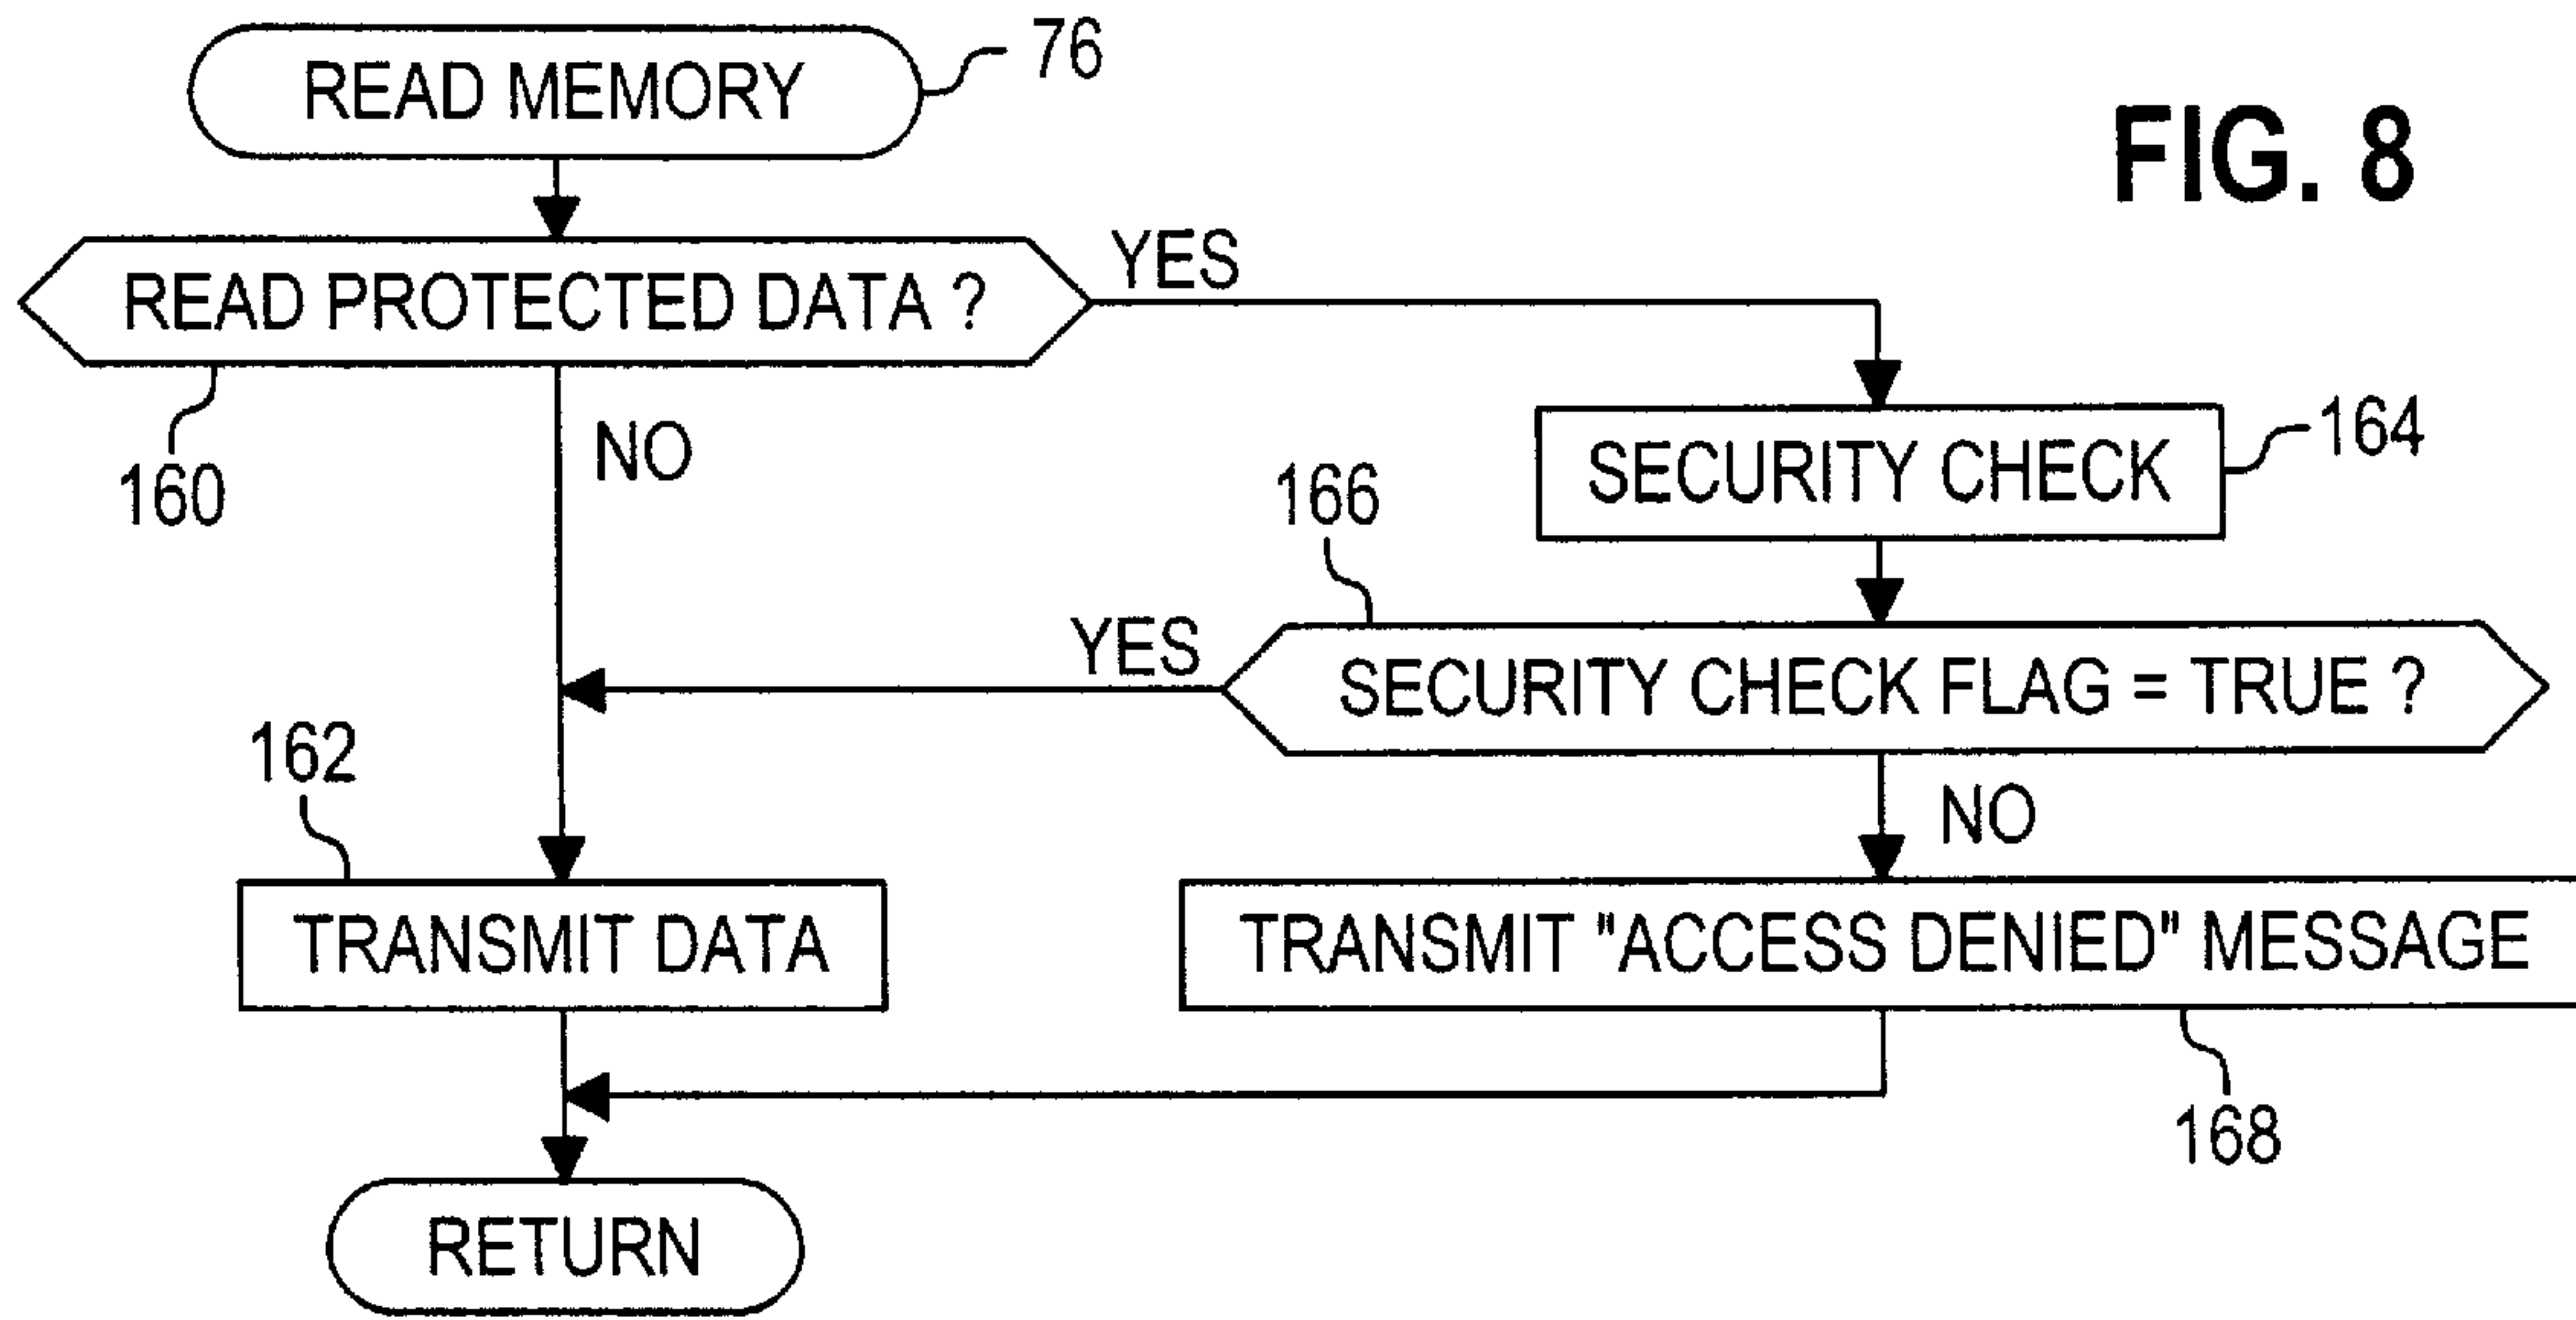 READ MEMORY
76
FIG. 8
READ PROTECTED DATA ?
YES
160
NO
SECURITY CHECK
164
166
YES
SECURITY CHECK FLAG = TRUE ?
162
NO
TRANSMIT DATA
TRANSMIT "ACCESS DENIED" MESSAGE
168
RETURN